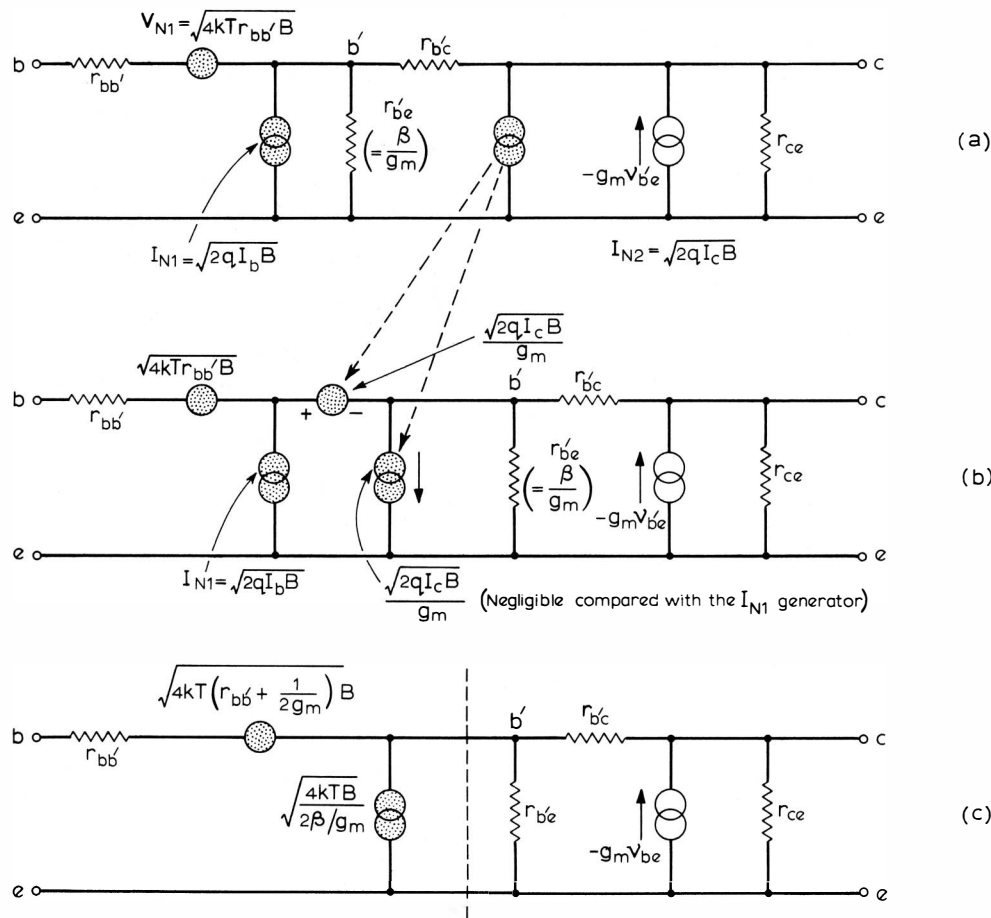 V_N1 = √4kTr_bb'B
b r_bb' b' r_b'c c
r_b'e
(= β/g_m)
-g_m v_b'e
r_ce
(a)
e e
I_N1 = √2qI_bB
I_N2 = √2qI_cB
√2qI_cB / g_m
√4kTr_bb'B
b r_bb' + - b' r_b'c c
r_b'e
(= β/g_m)
-g_m v_b'e
r_ce
(b)
e e
I_N1 = √2qI_bB
√2qI_cB / g_m (Negligible compared with the I_N1 generator)
√4kT(r_bb' + 1/2g_m)B
b r_bb' b' r_b'c c
√4kTB / 2β/g_m
r_b'e
-g_m v_be
r_ce
(c)
e e